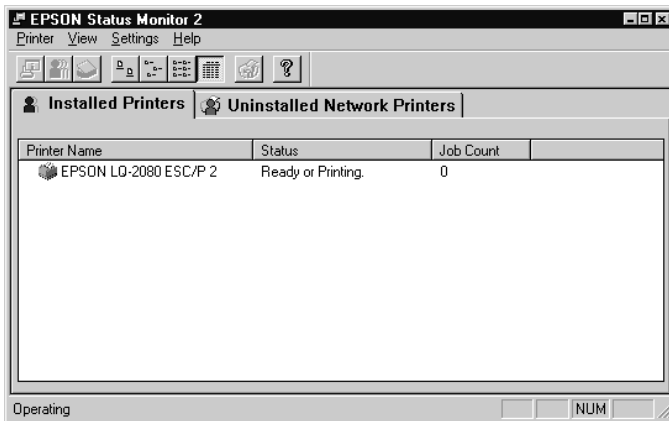 EPSON Status Monitor 2
Printer View Settings Help
Installed Printers Uninstalled Network Printers
Printer Name Status Job Count
EPSON LQ-2080 ESC/P 2 Ready or Printing. 0
Operating NUM